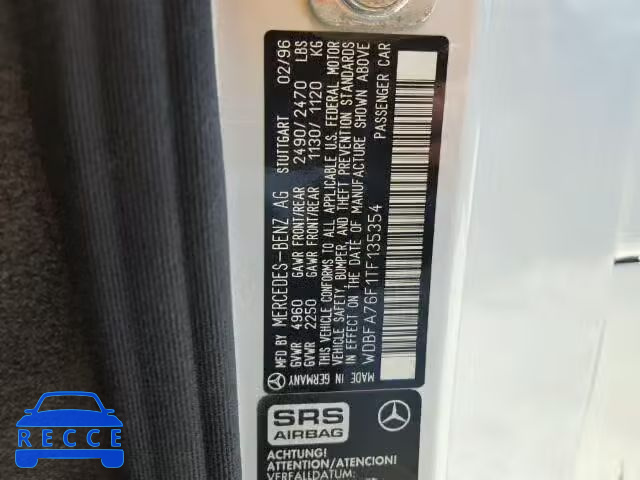 MFD BY MERCEDES-BENZ AG STUTTGART 02/96
GVWR 4960 GAWR FRONT/REAR 2490/2470 LBS
GVWR 2250 GAWR FRONT/REAR 1130/1120 KG
THIS VEHICLE CONFORMS TO ALL APPLICABLE U.S. FEDERAL MOTOR
VEHICLE SAFETY, BUMPER, AND THEFT PREVENTION STANDARDS
IN EFFECT ON THE DATE OF MANUFACTURE SHOWN ABOVE
WDBFA76F1TF135354 PASSENGER CAR
MADE IN GERMANY
SRS
AIRBAG
ACHTUNG!
ATTENTION/ATENCION!
VERFALLDATUM:
RECCE